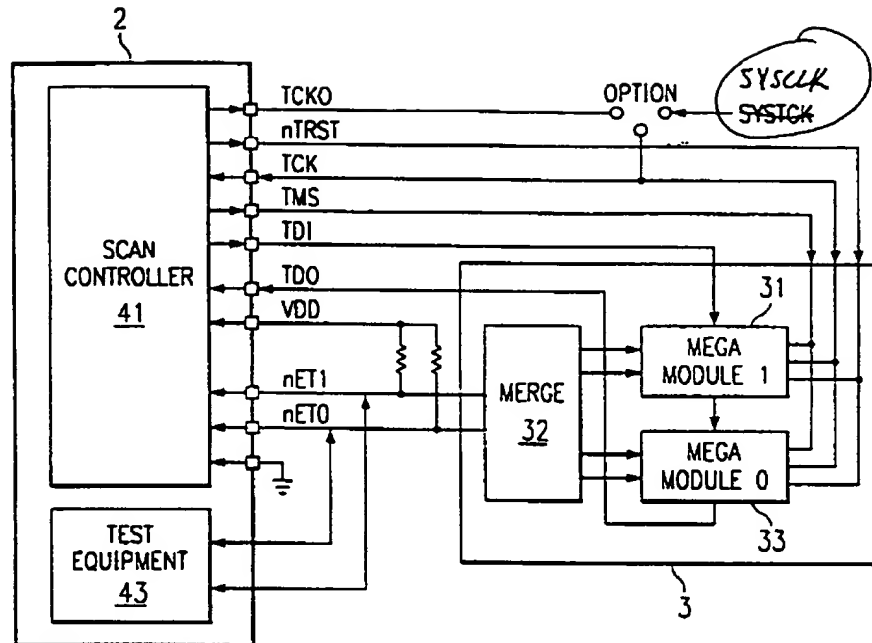 2
TCKO
OPTION
SYSCLK
SYSTCK
nTRST
TCK
TMS
TDI
SCAN
CONTROLLER
41
TDO
VDD
31
MEGA
MODULE 1
nET1
MERGE
32
nET0
MEGA
MODULE 0
TEST
EQUIPMENT
43
33
3